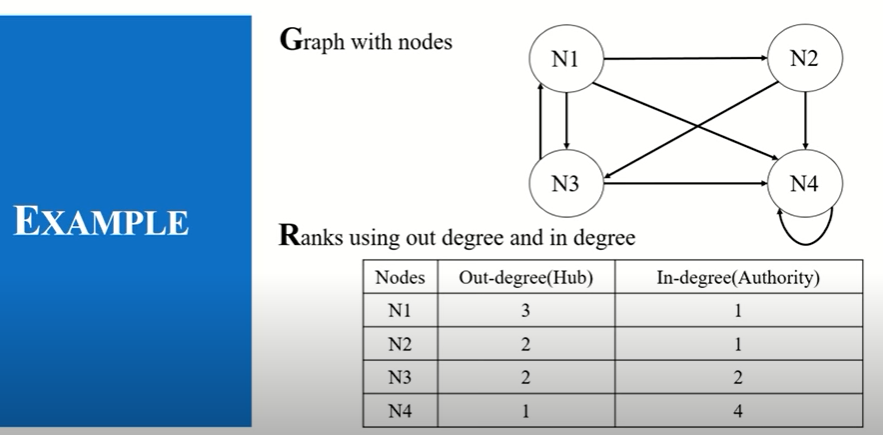 EXAMPLE
Graph with nodes
N1
N2
N3
N4
Ranks using out degree and in degree
Nodes Out-degree(Hub) In-degree(Authority)
N1 3 1
N2 2 1
N3 2 2
N4 1 4